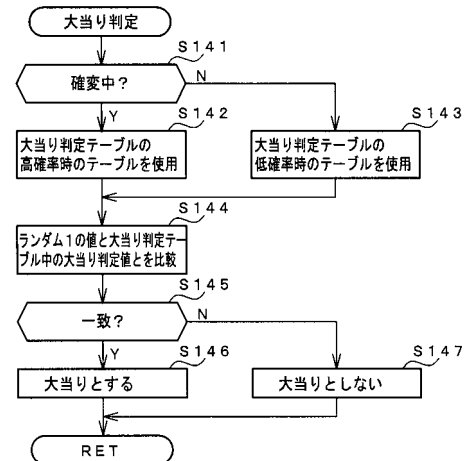 大当り判定
S141
確変中?
N
Y
S142
大当り判定テーブルの
高確率時のテーブルを使用
S143
大当り判定テーブルの
低確率時のテーブルを使用
S144
ランダム1の値と大当り判定テー
ブル中の大当り判定値とを比較
S145
一致?
N
Y
S146
大当りとする
S147
大当りとしない
RET